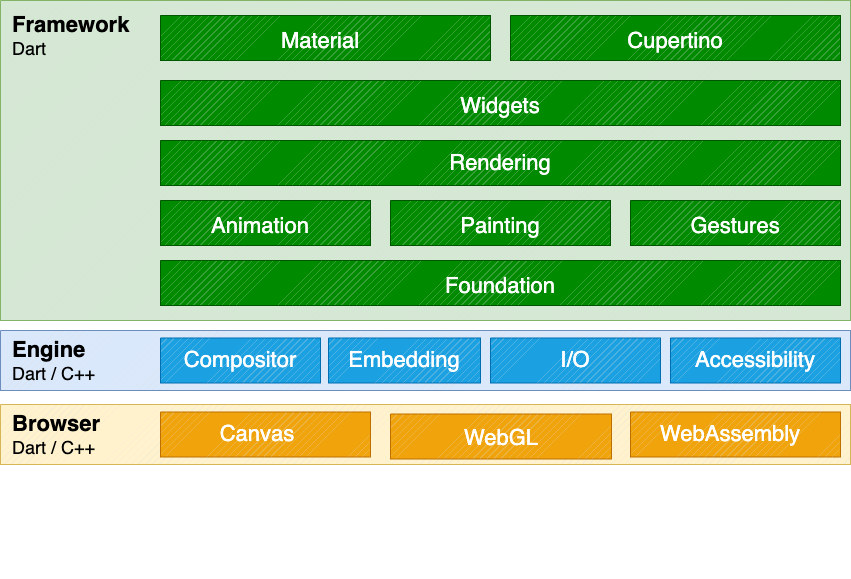 Framework
Dart
Material
Cupertino
Widgets
Rendering
Animation
Painting
Gestures
Foundation
Engine
Dart / C++
Compositor
Embedding
I/O
Accessibility
Browser
Dart / C++
Canvas
WebGL
WebAssembly